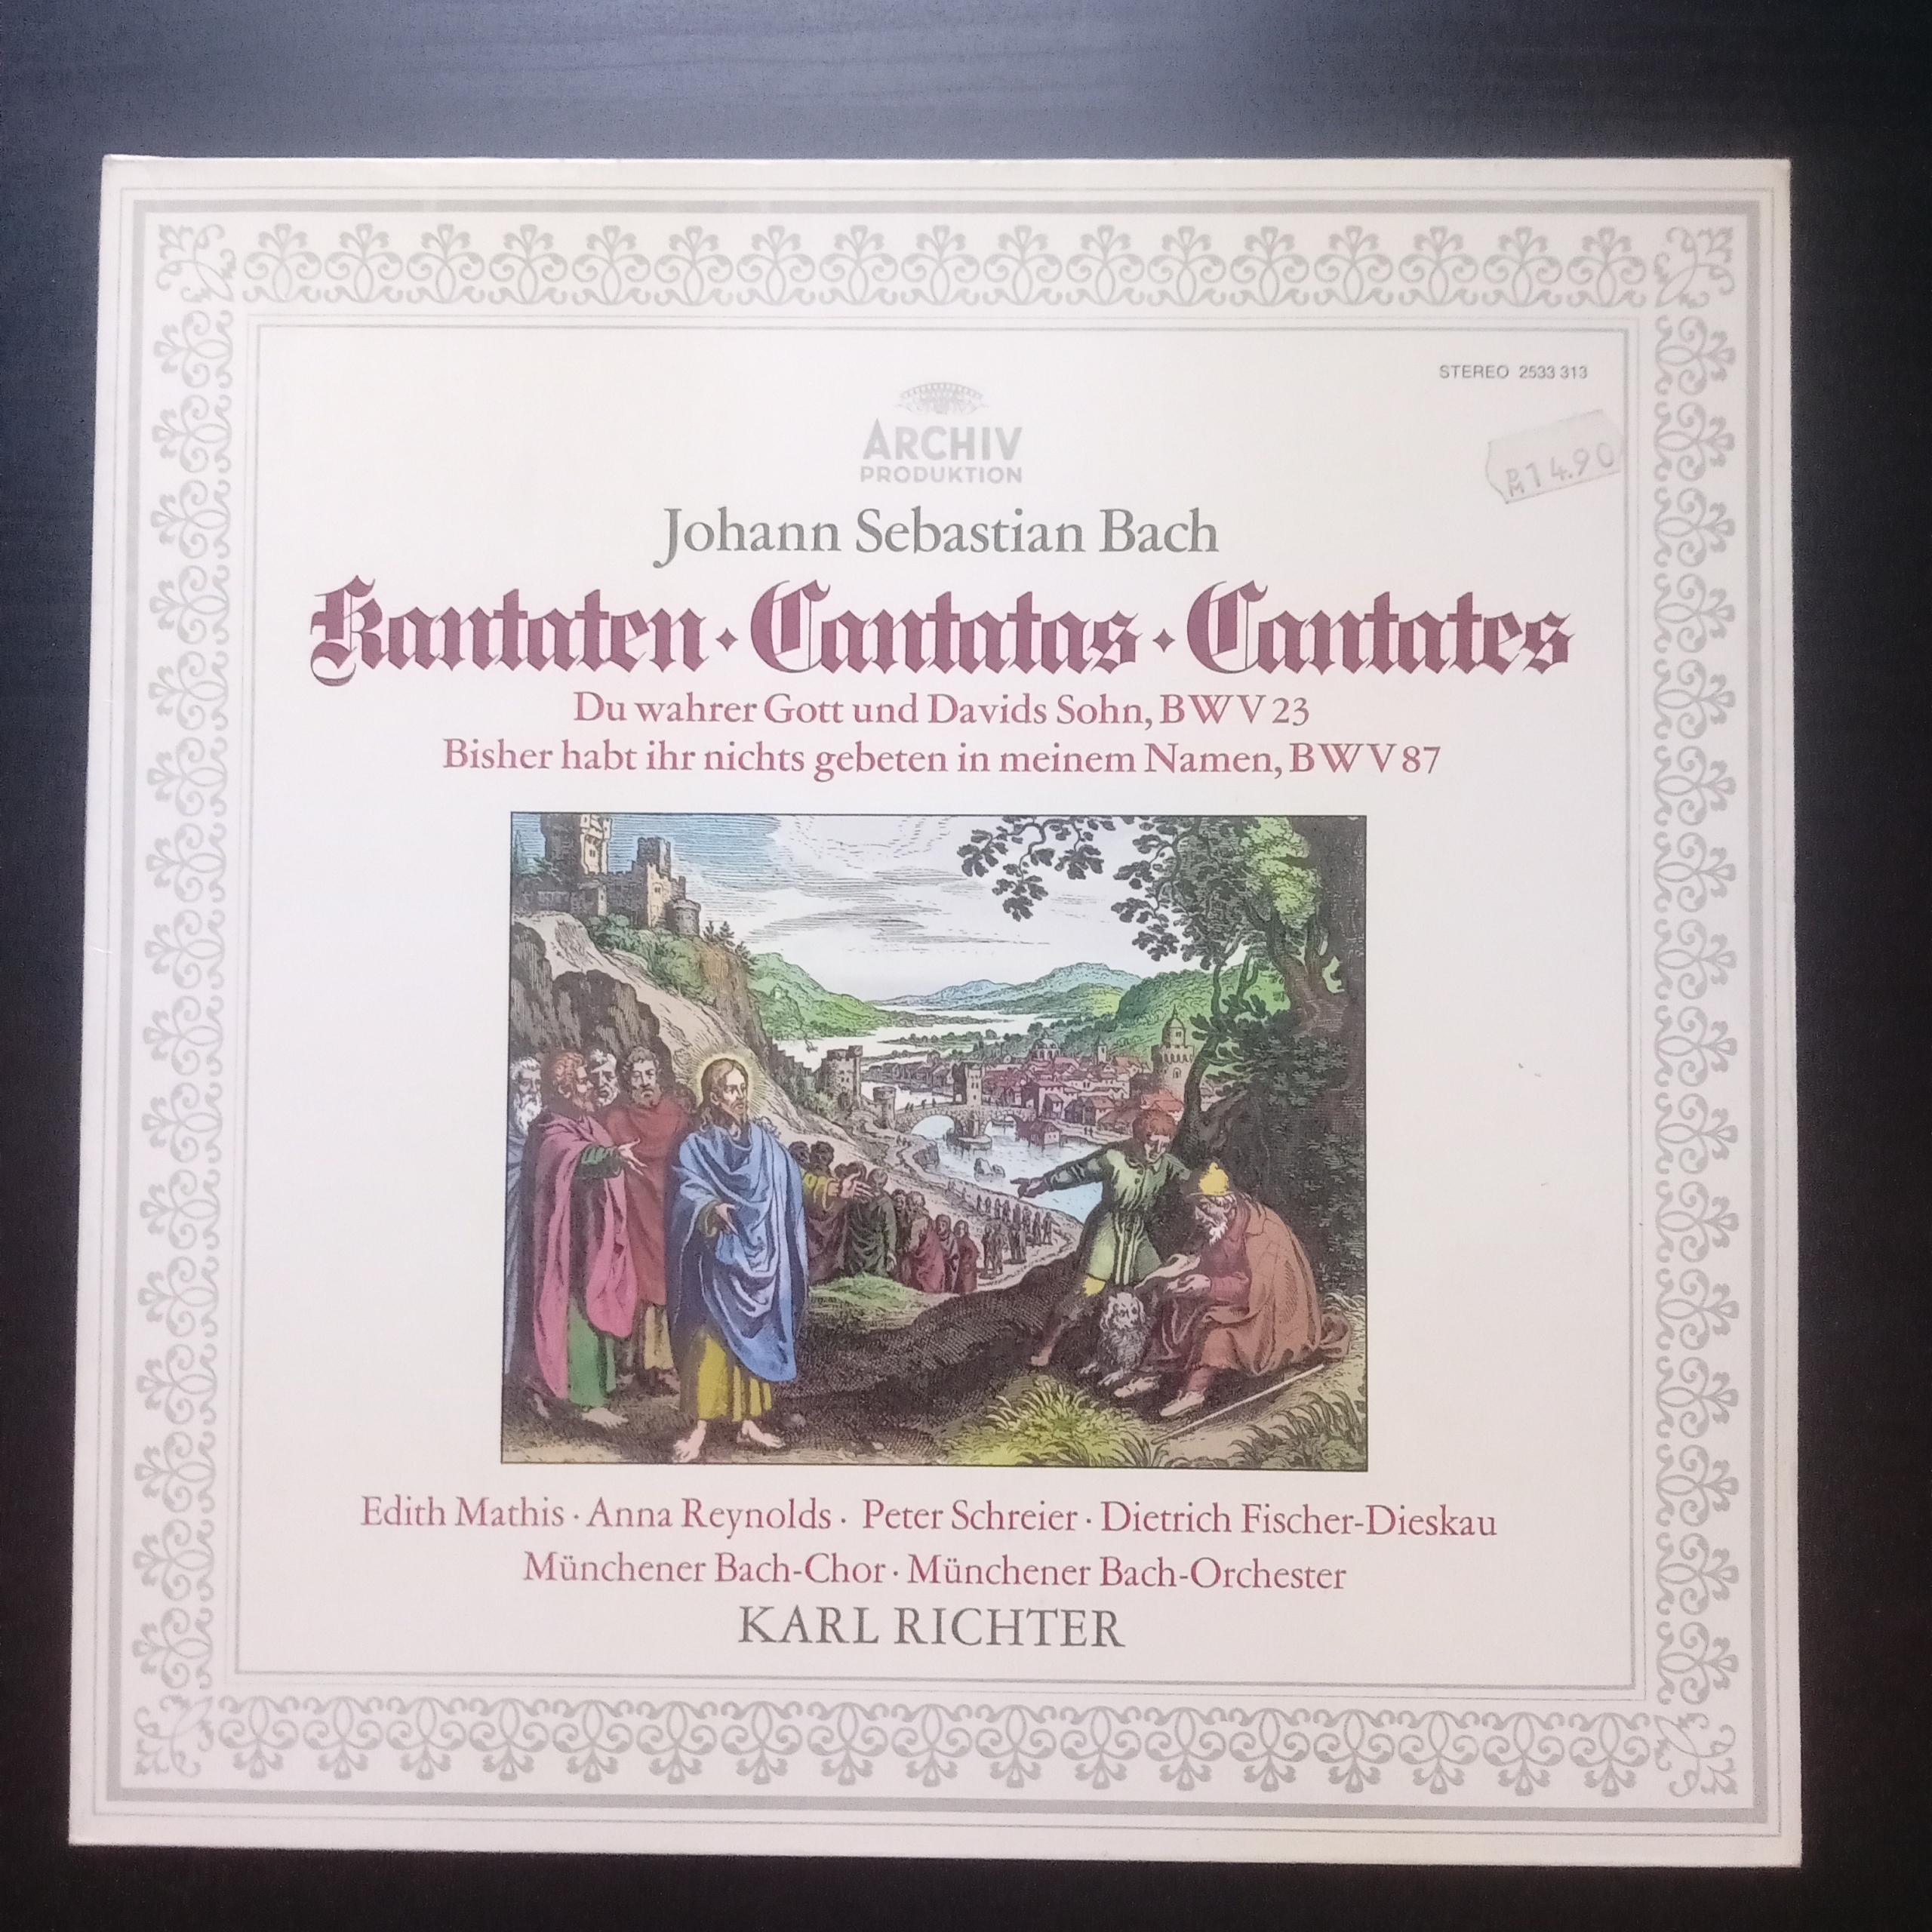 STEREO 2533 313
ARCHIV
PRODUKTION
14.90
Johann Sebastian Bach
Kantaten · Cantatas · Cantates
Du wahrer Gott und Davids Sohn, BWV 23
Bisher habt ihr nichts gebeten in meinem Namen, BWV 87
Edith Mathis · Anna Reynolds · Peter Schreier · Dietrich Fischer-Dieskau
Münchener Bach-Chor · Münchener Bach-Orchester
KARL RICHTER